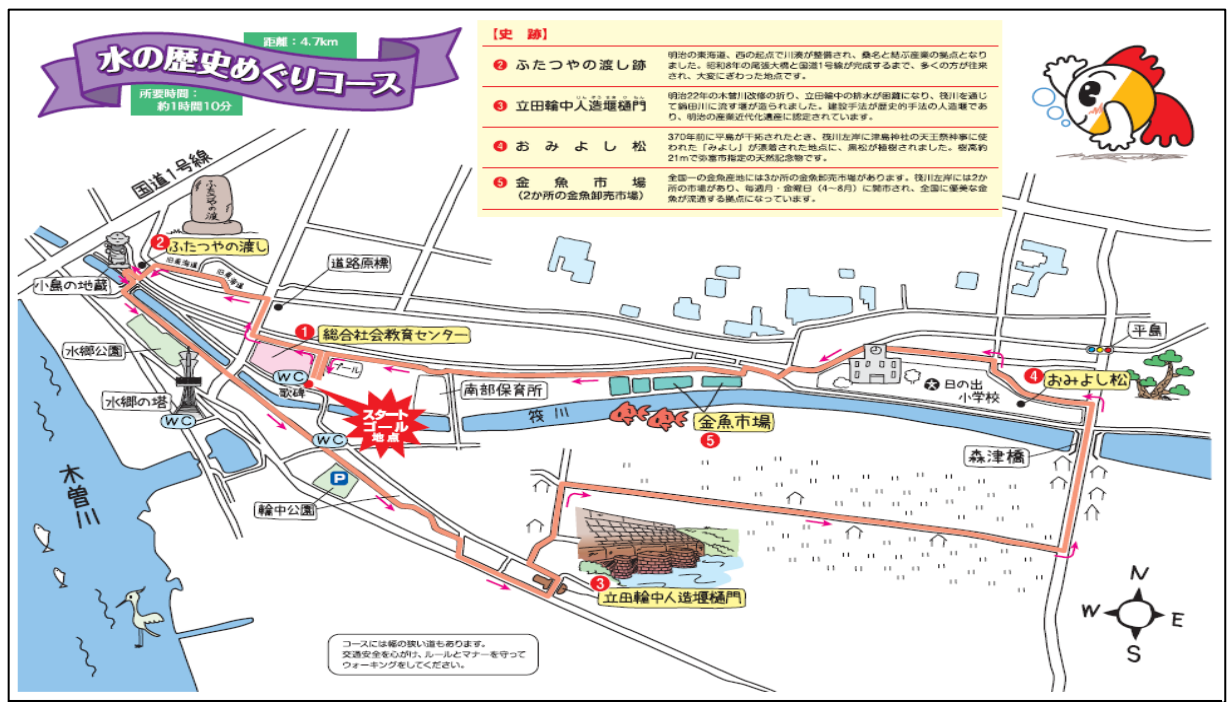 距離：4.7km
水の歴史めぐりコース
所要時間：
約1時間10分
【史　跡】
❷ ふたつやの渡し跡
明治の東海道、西の起点で川湊が整備され、桑名と結ぶ産業の拠点となり
ました。昭和8年の尾張大橋と国道1号線が完成するまで、多くの方が往来
され、大変にぎわった地点です。
❸ 立田輪中人造堰樋門
じんぞうせきひもん
明治22年の木曽川改修の折り、立田輪中の排水が困難になり、筏川を通じ
て鍋田川に流す堰が造られました。建設手法が歴史的手法の人造堰であ
り、明治の産業近代化遺産に認定されています。
❹ おみよし松
370年前に平島が干拓されたとき、筏川左岸に津島神社の天王祭神事に使
われた「みよし」が漂着された地点に、黒松が植樹されました。樹高約
21mで弥富市指定の天然記念物です。
❺ 金魚市場
（2か所の金魚卸売市場）
全国一の金魚産地には3か所の金魚卸売市場があります。筏川左岸には2か
所の市場があり、毎週月・金曜日（4～8月）に開市され、全国に優美な金
魚が流通する拠点になっています。
国道1号線
ふたつやの渡
❷ ふたつやの渡し
旧東海道
旧東海道
道路原標
小島の地蔵
❶ 総合社会教育センター
水郷公園
プール
WC
歌碑
水郷の塔
WC
スタート
ゴール
地点
WC
南部保育所
筏川
金魚市場
❺
文 日の出
小学校
平島
❹ おみよし松
森津橋
木曽川
P
輪中公園
❸
立田輪中人造堰樋門
コースには幅の狭い道もあります。
交通安全を心がけ、ルールとマナーを守って
ウォーキングをしてください。
N
W
E
S